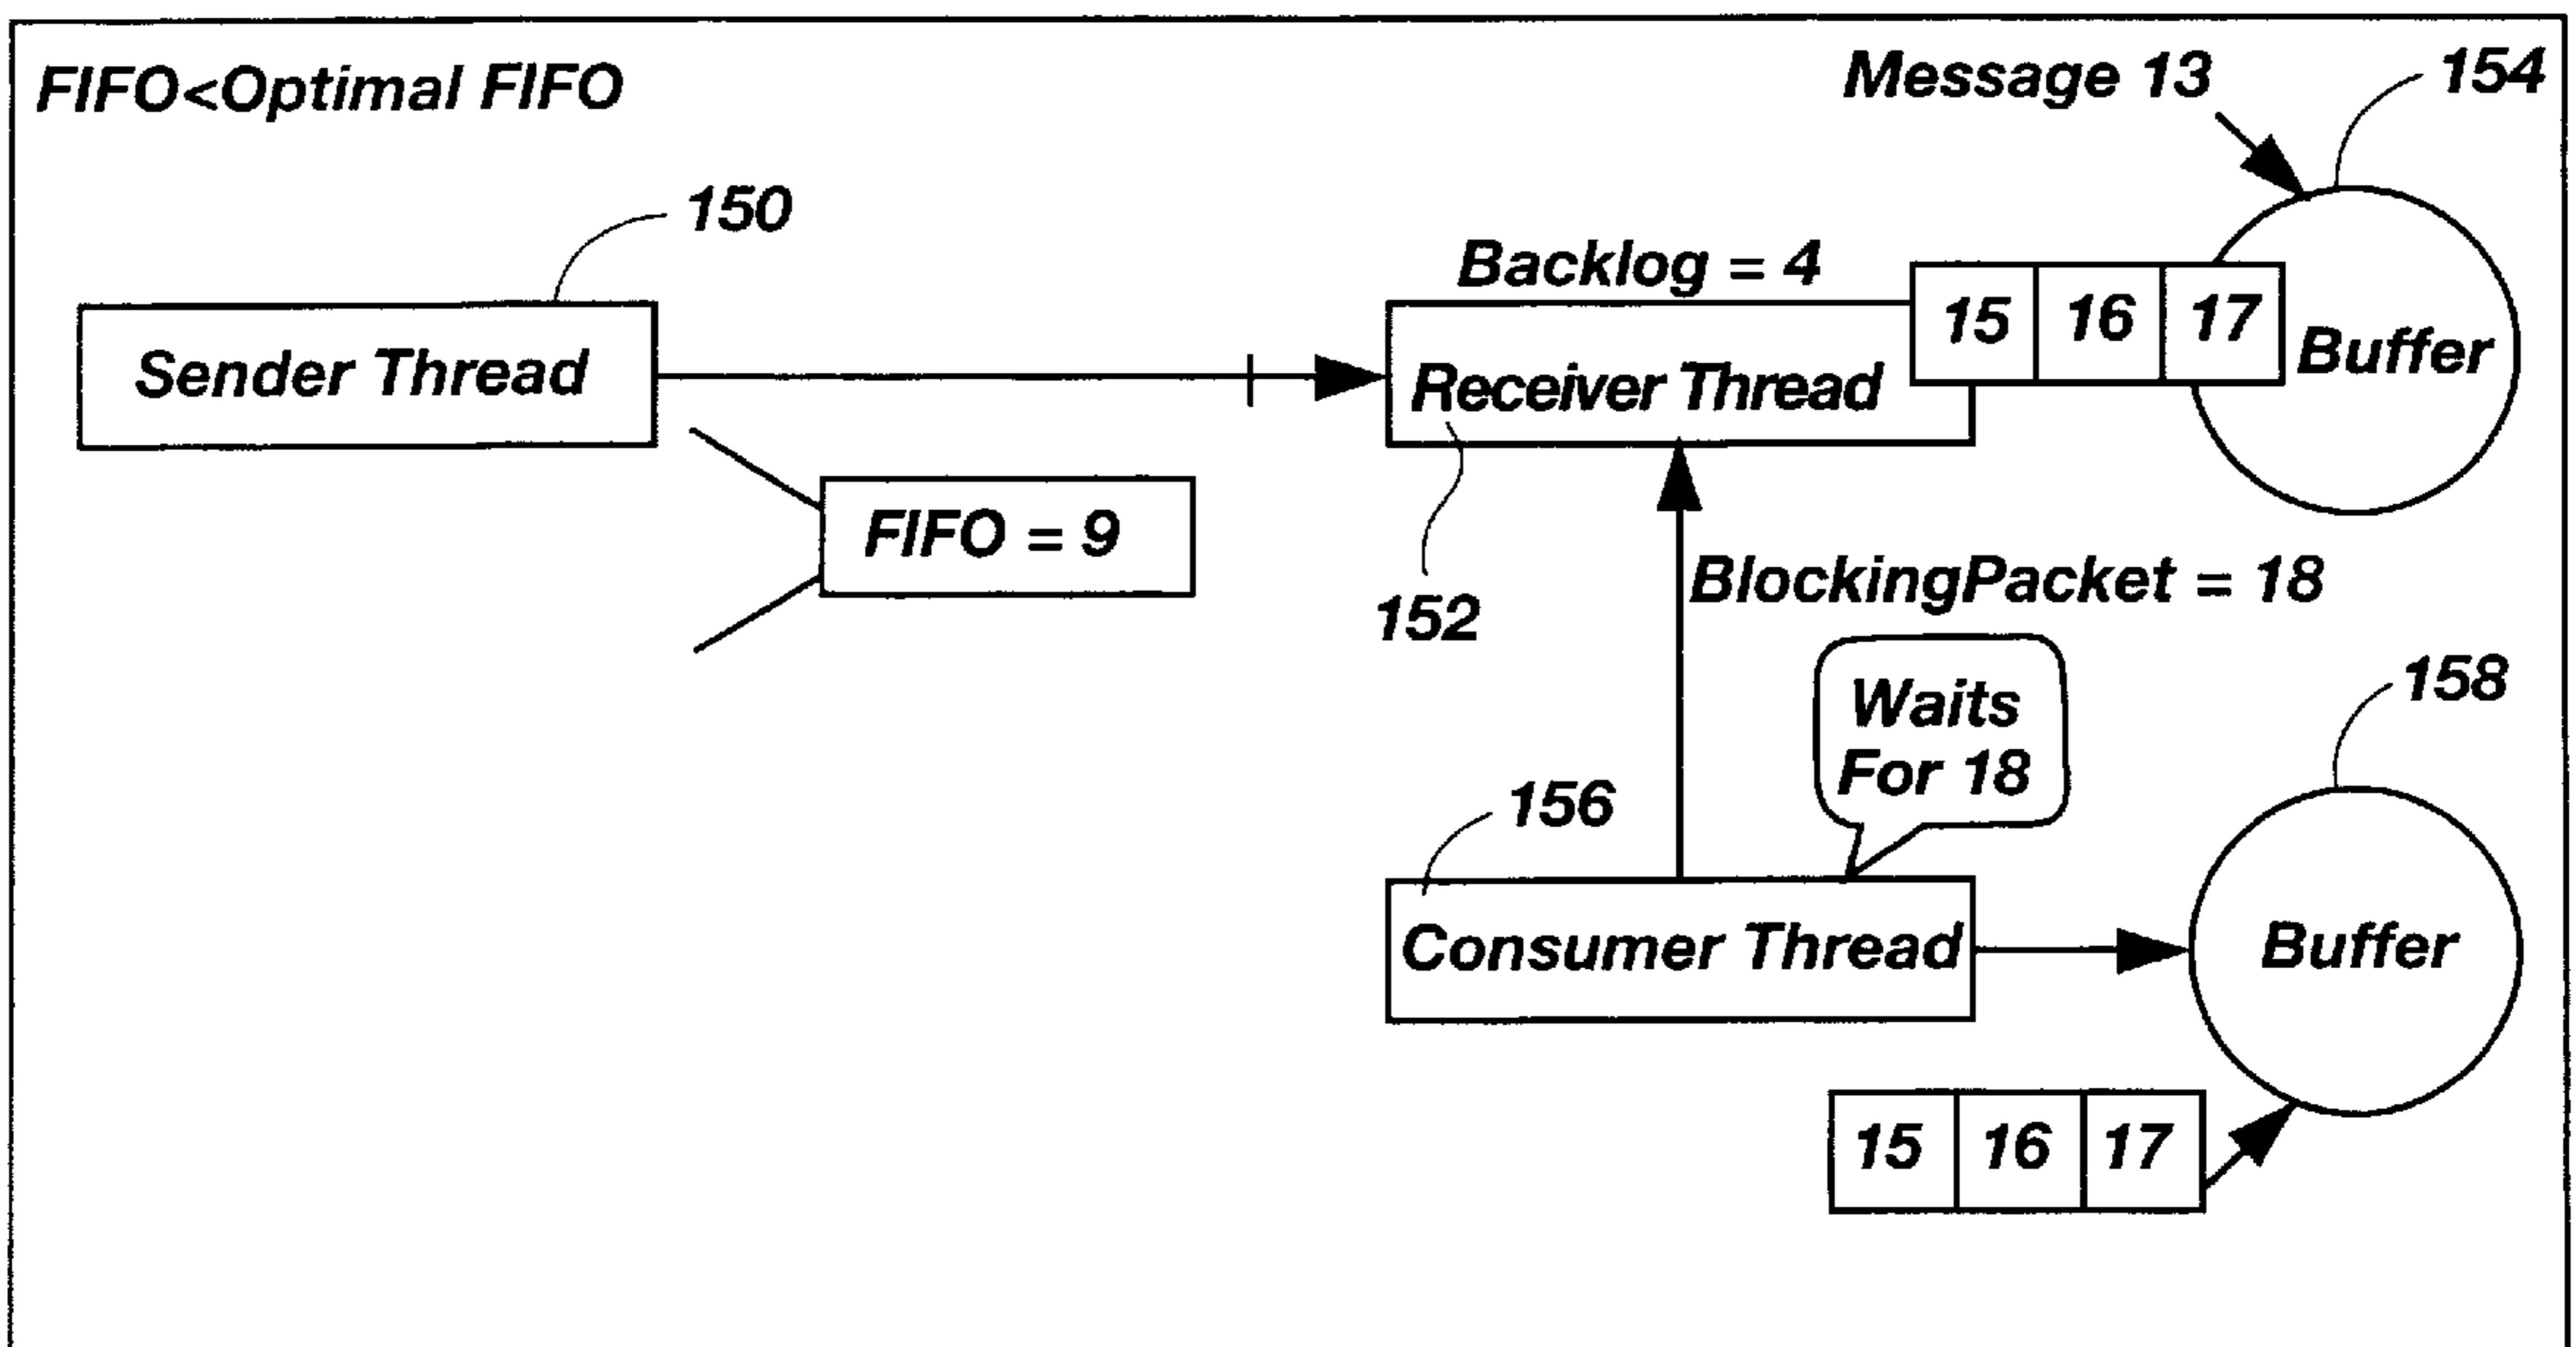 FIFO<Optimal FIFO
Message 13
154
150
Backlog = 4
15 16 17
Buffer
Sender Thread
Receiver Thread
FIFO = 9
152
BlockingPacket = 18
Waits
For 18
158
156
Consumer Thread
Buffer
15 16 17